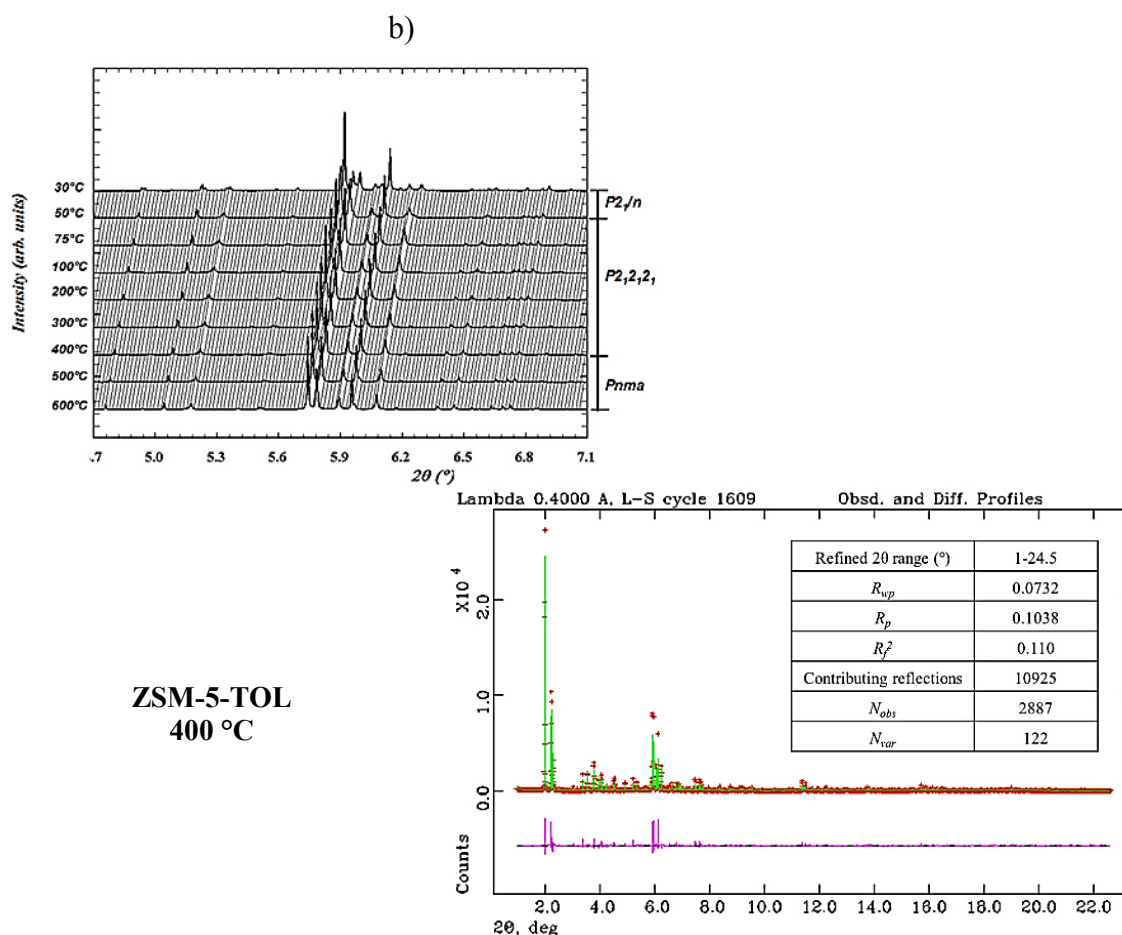 b)
Intensity (arb. units)
30°C
50°C
75°C
100°C
200°C
300°C
400°C
500°C
600°C
P2₁/n
P2₁2₁2₁
Pnma
.7 5.0 5.3 5.6 5.9 6.2 6.5 6.8 7.1
2θ (°)
Lambda 0.4000 A, L-S cycle 1609 Obsd. and Diff. Profiles
Refined 2θ range (°) 1-24.5
Rwp 0.0732
Rp 0.1038
Rf² 0.110
Contributing reflections 10925
Nobs 2887
Nvar 122
X10 4
2.0
1.0
0.0
Counts
ZSM-5-TOL
400 °C
2.0 4.0 6.0 8.0 10.0 12.0 14.0 16.0 18.0 20.0 22.0
2θ, deg